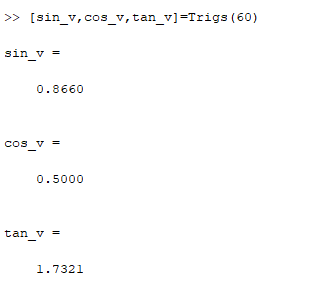 >> [sin_v,cos_v,tan_v]=Trigs(60)
sin_v =
0.8660
cos_v =
0.5000
tan_v =
1.7321